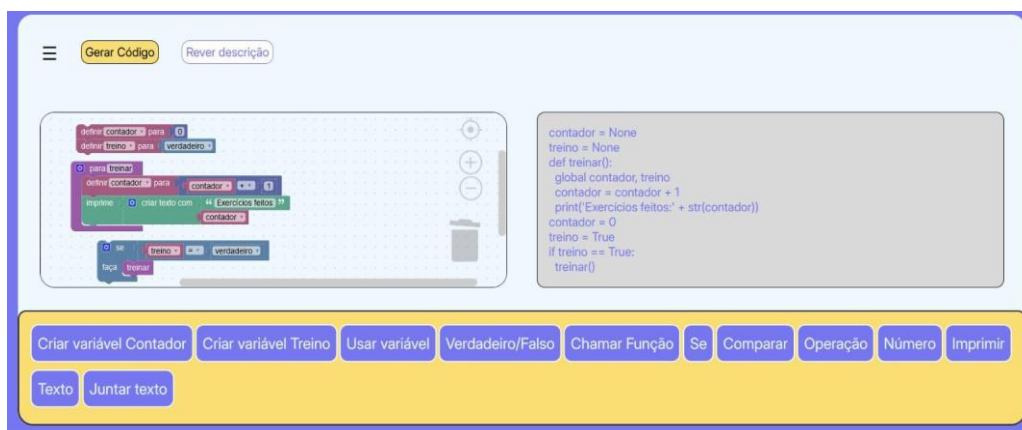 ☰ Gerar Código Rever descrição
definir contador para 0
definir treino para verdadeiro
para treinar
definir contador para contador + 1
imprime criar texto com “ Exercícios feitos: ”
contador
se treino = verdadeiro
faça treinar
contador = None
treino = None
def treinar():
global contador, treino
contador = contador + 1
print('Exercícios feitos:' + str(contador))
contador = 0
treino = True
if treino == True:
treinar()
Criar variável Contador Criar variável Treino Usar variável Verdadeiro/Falso Chamar Função Se Comparar Operação Número Imprimir
Texto Juntar texto